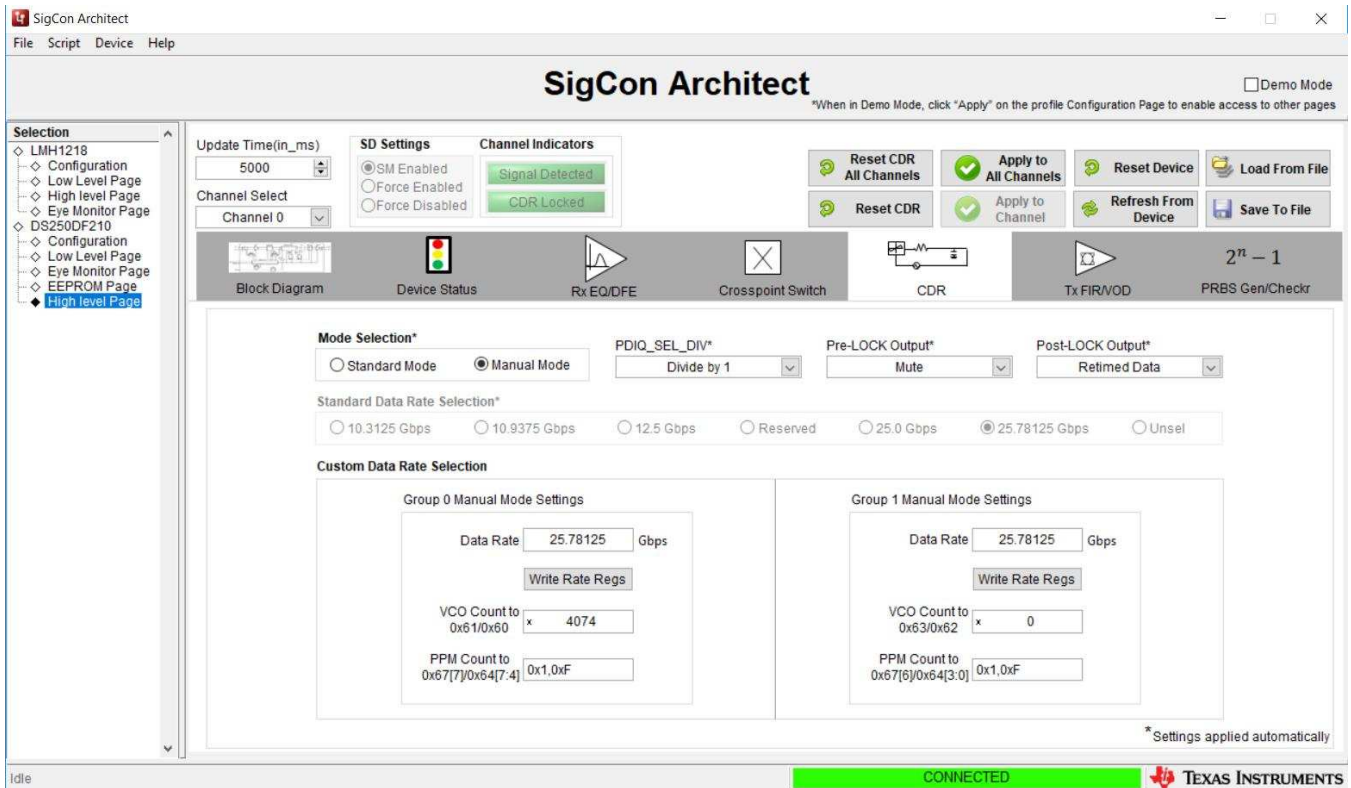 SigCon Architect
File Script Device Help
SigCon Architect
Demo Mode
*When in Demo Mode, click "Apply" on the profile Configuration Page to enable access to other pages
Selection
LMH1218
Configuration
Low Level Page
High level Page
Eye Monitor Page
DS250DF210
Configuration
Low Level Page
Eye Monitor Page
EEPROM Page
High level Page
Update Time(in_ms)
5000
Channel Select
Channel 0
SD Settings
SM Enabled
Force Enabled
Force Disabled
Channel Indicators
Signal Detected
CDR Locked
Reset CDR
All Channels
Apply to
All Channels
Reset Device
Load From File
Reset CDR
Apply to
Channel
Refresh From
Device
Save To File
Block Diagram
Device Status
Rx EQ/DFE
Crosspoint Switch
CDR
Tx FIR/VOD
2ⁿ − 1
PRBS Gen/Checkr
Mode Selection*
Standard Mode Manual Mode
PDIQ_SEL_DIV*
Divide by 1
Pre-LOCK Output*
Mute
Post-LOCK Output*
Retimed Data
Standard Data Rate Selection*
10.3125 Gbps 10.9375 Gbps 12.5 Gbps Reserved 25.0 Gbps 25.78125 Gbps Unsel
Custom Data Rate Selection
Group 0 Manual Mode Settings
Data Rate 25.78125 Gbps
Write Rate Regs
VCO Count to
0x61/0x60
x 4074
PPM Count to
0x67[7]/0x64[7:4]
0x1,0xF
Group 1 Manual Mode Settings
Data Rate 25.78125 Gbps
Write Rate Regs
VCO Count to
0x63/0x62
x 0
PPM Count to
0x67[6]/0x64[3:0]
0x1,0xF
*Settings applied automatically
Idle
CONNECTED
TEXAS INSTRUMENTS